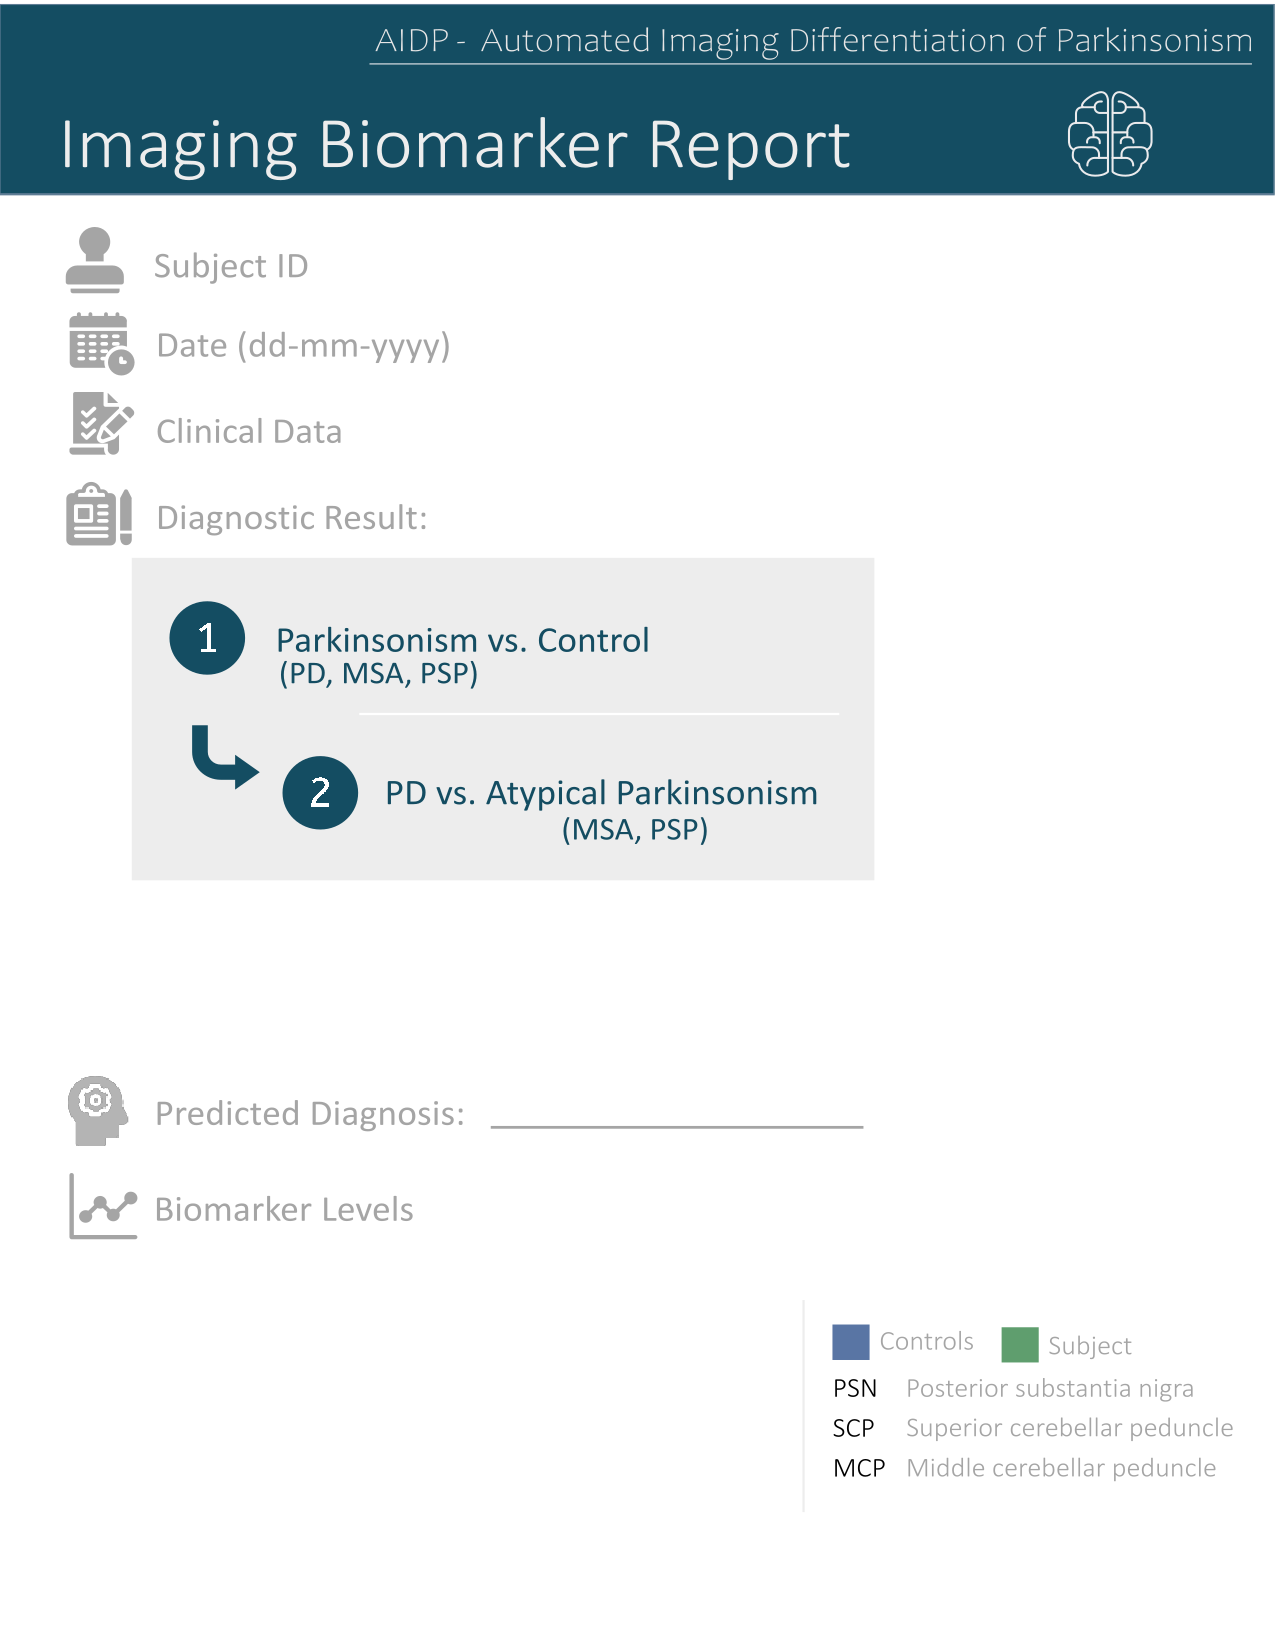 AIDP - Automated Imaging Differentiation of Parkinsonism
Imaging Biomarker Report
Subject ID
Date (dd-mm-yyyy)
Clinical Data
Diagnostic Result:
1 Parkinsonism vs. Control
(PD, MSA, PSP)
2 PD vs. Atypical Parkinsonism
(MSA, PSP)
Predicted Diagnosis:
Biomarker Levels
Controls Subject
PSN Posterior substantia nigra
SCP Superior cerebellar peduncle
MCP Middle cerebellar peduncle